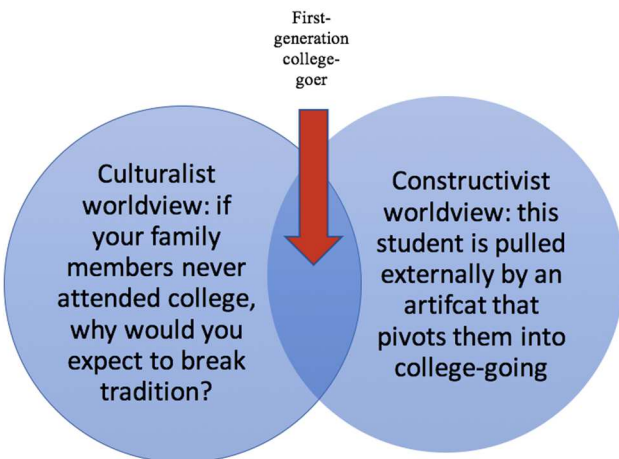 First-
generation
college-
goer
Culturalist
worldview: if
your family
members never
attended college,
why would you
expect to break
tradition?
Constructivist
worldview: this
student is pulled
externally by an
artifcat that
pivots them into
college-going